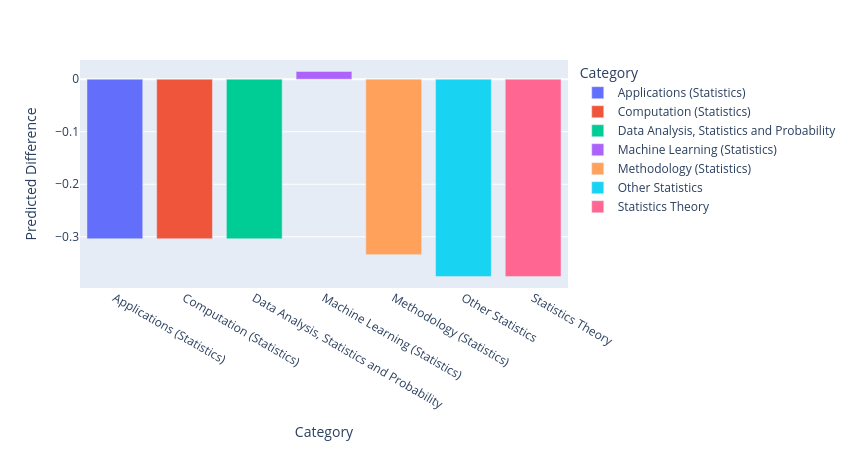 0
−0.1
−0.2
−0.3
Predicted Difference
Applications (Statistics)
Computation (Statistics)
Data Analysis, Statistics and Probability
Machine Learning (Statistics)
Methodology (Statistics)
Other Statistics
Statistics Theory
Category
Category
Applications (Statistics)
Computation (Statistics)
Data Analysis, Statistics and Probability
Machine Learning (Statistics)
Methodology (Statistics)
Other Statistics
Statistics Theory